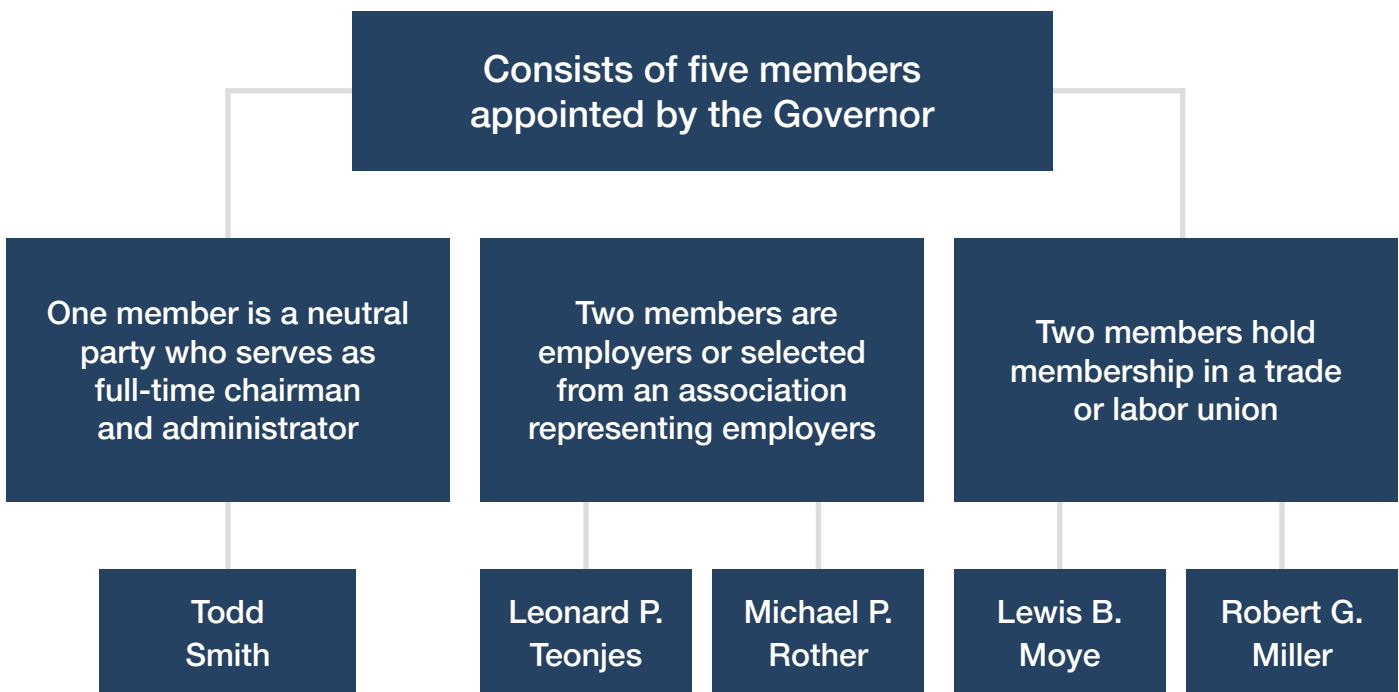 Consists of five members
appointed by the Governor
One member is a neutral
party who serves as
full-time chairman
and administrator
Two members are
employers or selected
from an association
representing employers
Two members hold
membership in a trade
or labor union
Todd
Smith
Leonard P.
Teonjes
Michael P.
Rother
Lewis B.
Moye
Robert G.
Miller